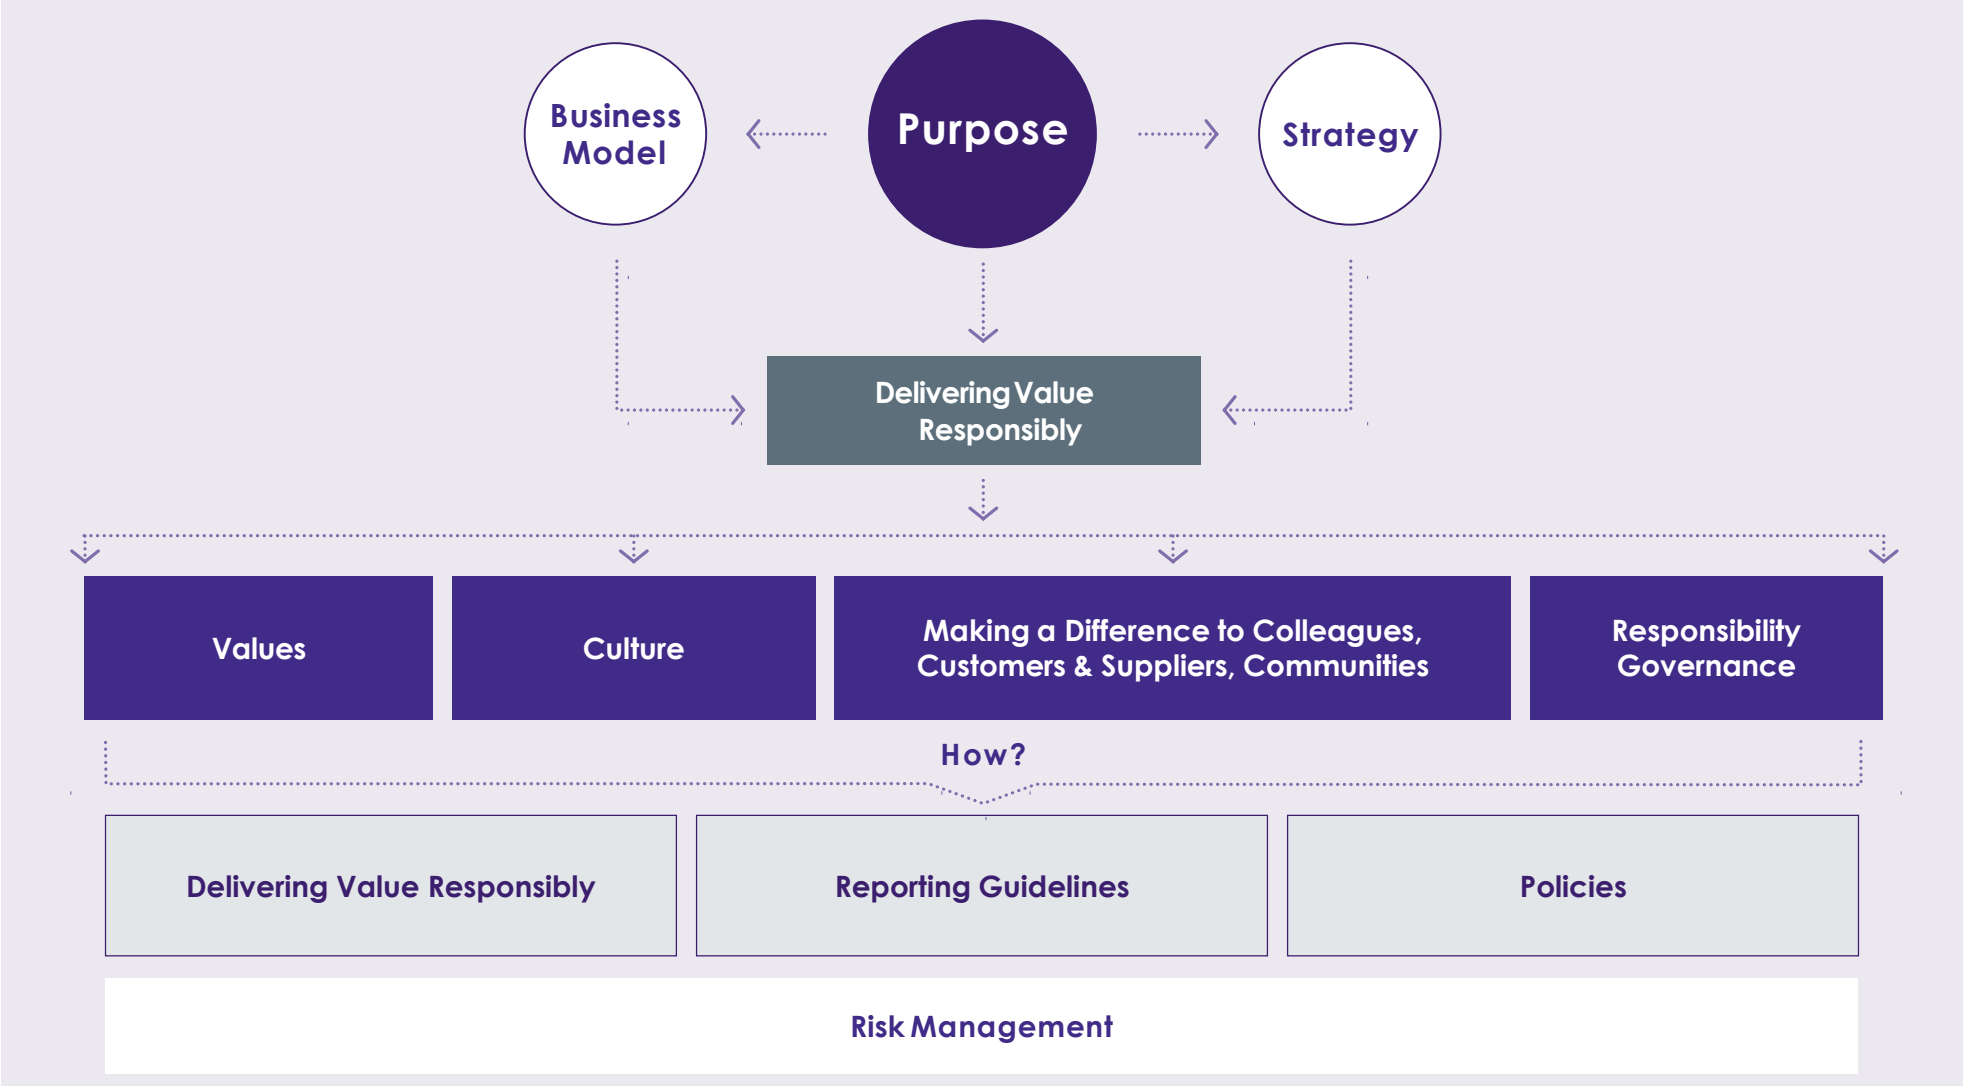 Business
Model
Purpose
Strategy
Delivering Value
Responsibly
Values
Culture
Making a Difference to Colleagues,
Customers & Suppliers, Communities
Responsibility
Governance
How?
Delivering Value Responsibly
Reporting Guidelines
Policies
Risk Management